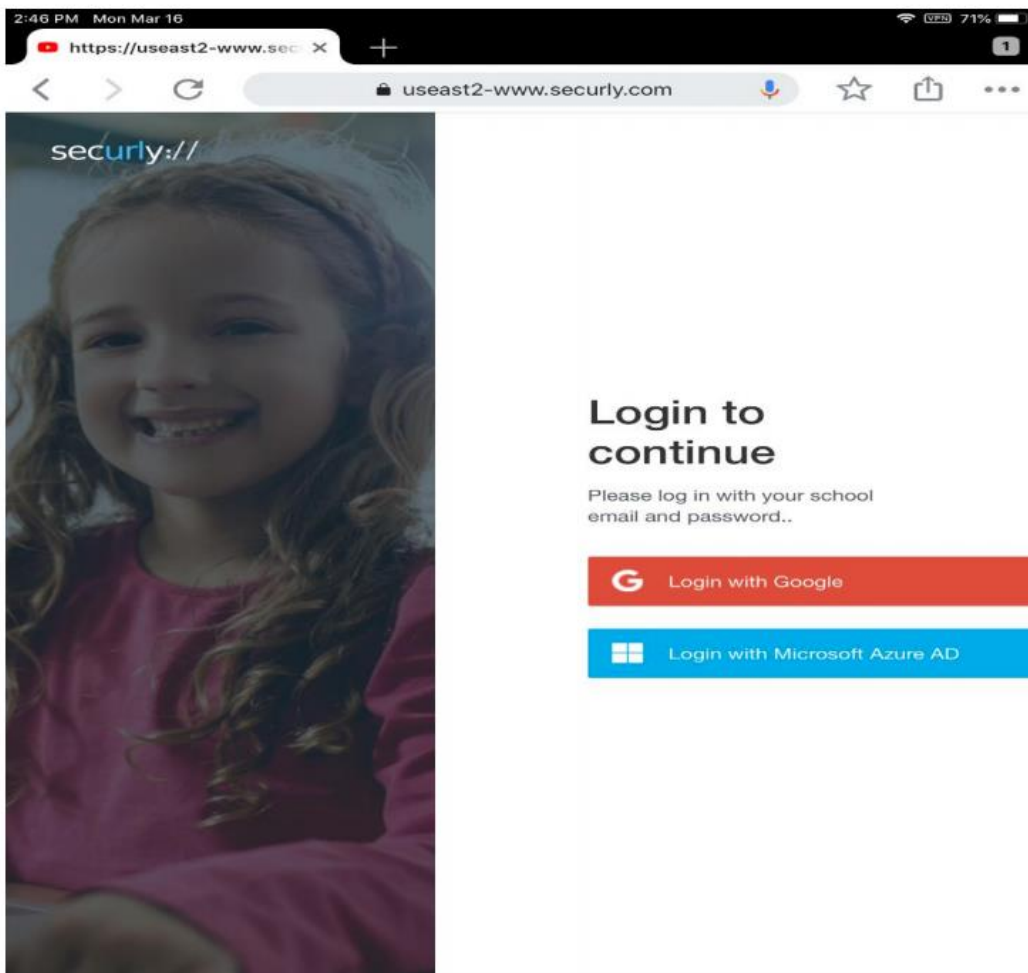 2:46 PM Mon Mar 16 VPN 71%
https://useast2-www.sec
1
useast2-www.securly.com
securly://
Login to
continue
Please log in with your school
email and password..
G Login with Google
Login with Microsoft Azure AD